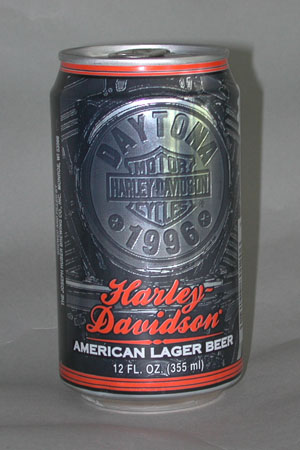 DAYTONA
MOTOR
HARLEY-DAVIDSON
CYCLES
1996
Harley-
Davidson
AMERICAN LAGER BEER
12 FL. OZ. (355 ml)